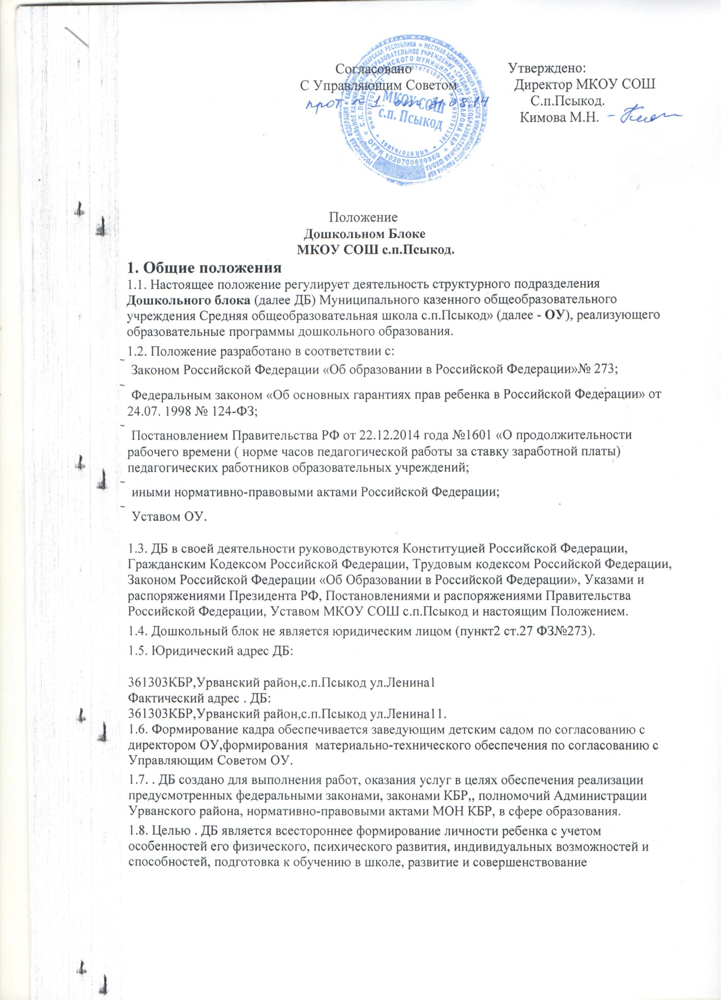 Согласовано
С Управляющим Советом
прот № 1. от 31.08.14
Утверждено:
Директор МКОУ СОШ
С.п.Псыкод.
Кимова М.Н.
МКОУ СОШ
с.п. Псыкод
ОГРН 1020700650860
ИНН 0707011381
КПП 070701001
Положение
Дошкольном Блоке
МКОУ СОШ с.п.Псыкод.
1. Общие положения
1.1. Настоящее положение регулирует деятельность структурного подразделения
Дошкольного блока (далее ДБ) Муниципального казенного общеобразовательного
учреждения Средняя общеобразовательная школа с.п.Псыкод» (далее - ОУ), реализующего
образовательные программы дошкольного образования.
1.2. Положение разработано в соответствии с:
~ Законом Российской Федерации «Об образовании в Российской Федерации»№ 273;
~ Федеральным законом «Об основных гарантиях прав ребенка в Российской Федерации» от
24.07. 1998 № 124-ФЗ;
~ Постановлением Правительства РФ от 22.12.2014 года №1601 «О продолжительности
рабочего времени ( норме часов педагогической работы за ставку заработной платы)
педагогических работников образовательных учреждений;
~ иными нормативно-правовыми актами Российской Федерации;
~ Уставом ОУ.
1.3. ДБ в своей деятельности руководствуются Конституцией Российской Федерации,
Гражданским Кодексом Российской Федерации, Трудовым кодексом Российской Федерации,
Законом Российской Федерации «Об Образовании в Российской Федерации», Указами и
распоряжениями Президента РФ, Постановлениями и распоряжениями Правительства
Российской Федерации, Уставом МКОУ СОШ с.п.Псыкод и настоящим Положением.
1.4. Дошкольный блок не является юридическим лицом (пункт2 ст.27 ФЗ№273).
1.5. Юридический адрес ДБ:
361303КБР,Урванский район,с.п.Псыкод ул.Ленина1
Фактический адрес . ДБ:
361303КБР,Урванский район,с.п.Псыкод ул.Ленина11.
1.6. Формирование кадра обеспечивается заведующим детским садом по согласованию с
директором ОУ,формирования  материально-технического обеспечения по согласованию с
Управляющим Советом ОУ.
1.7. . ДБ создано для выполнения работ, оказания услуг в целях обеспечения реализации
предусмотренных федеральными законами, законами КБР,, полномочий Администрации
Урванского района, нормативно-правовыми актами МОН КБР, в сфере образования.
1.8. Целью . ДБ является всестороннее формирование личности ребенка с учетом
особенностей его физического, психического развития, индивидуальных возможностей и
способностей, подготовка к обучению в школе, развитие и совершенствование